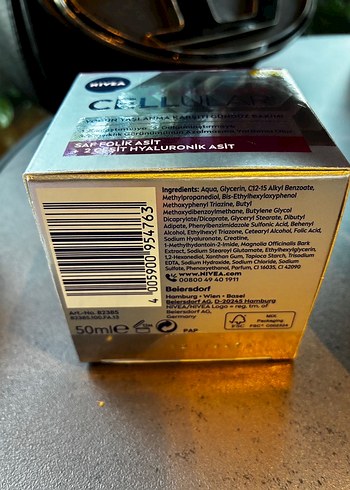 NIVEA
CELLULAR
SAF FOLİK ASİT
2 ÇEŞİT HYALURONİK ASİT
Ingredients: Aqua, Glycerin, C12-15 Alkyl Benzoate,
Methylpropanediol, Bis-Ethylhexyloxyphenol
Methoxyphenyl Triazine, Butyl
Methoxydibenzoylmethane, Butylene Glycol
Dicaprylate/Dicaprate, Glyceryl Stearate, Dibutyl
Adipate, Phenylbenzimidazole Sulfonic Acid, Behenyl
Alcohol, Ethylhexyl Triazone, Cetearyl Alcohol, Folic Acid,
Sodium Hyaluronate, Creatine,
1-Methylhydantoin-2-Imide, Magnolia Officinalis Bark
Extract, Sodium Stearoyl Glutamate, Ethylhexylglycerin,
1,2-Hexanediol, Xanthan Gum, Tapioca Starch, Trisodium
EDTA, Sodium Hydroxide, Sodium Chloride, Sodium
Sulfate, Phenoxyethanol, Parfum, CI 16035, CI 42090
www.NIVEA.com
00800 49 40 1911
Beiersdorf
Hamburg • Wien • Basel
Beiersdorf AG, D-20245 Hamburg
NIVEA/NIVEA Logo = reg. tm. of
Beiersdorf AG,
Germany
4 005900 954763
Art.-No. 82385
50ml e
PAP
FSC
MIX
Packaging